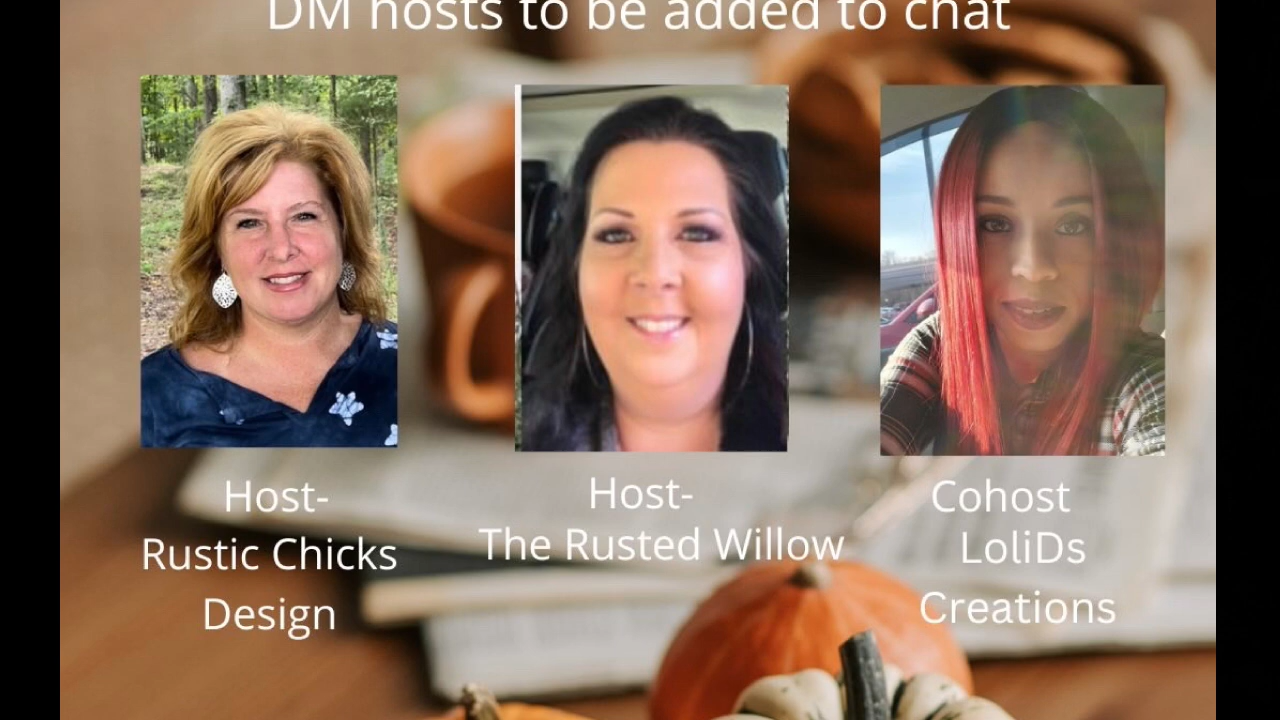 DM hosts to be added to chat
Host-
Rustic Chicks
Design
Host-
The Rusted Willow
Cohost
LoliDs
Creations